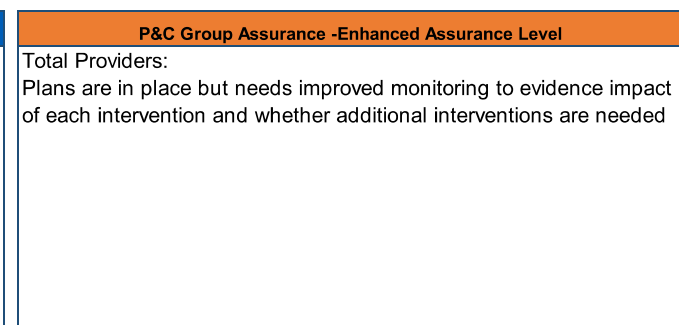 P&C Group Assurance -Enhanced Assurance Level
Total Providers:
Plans are in place but needs improved monitoring to evidence impact
of each intervention and whether additional interventions are needed